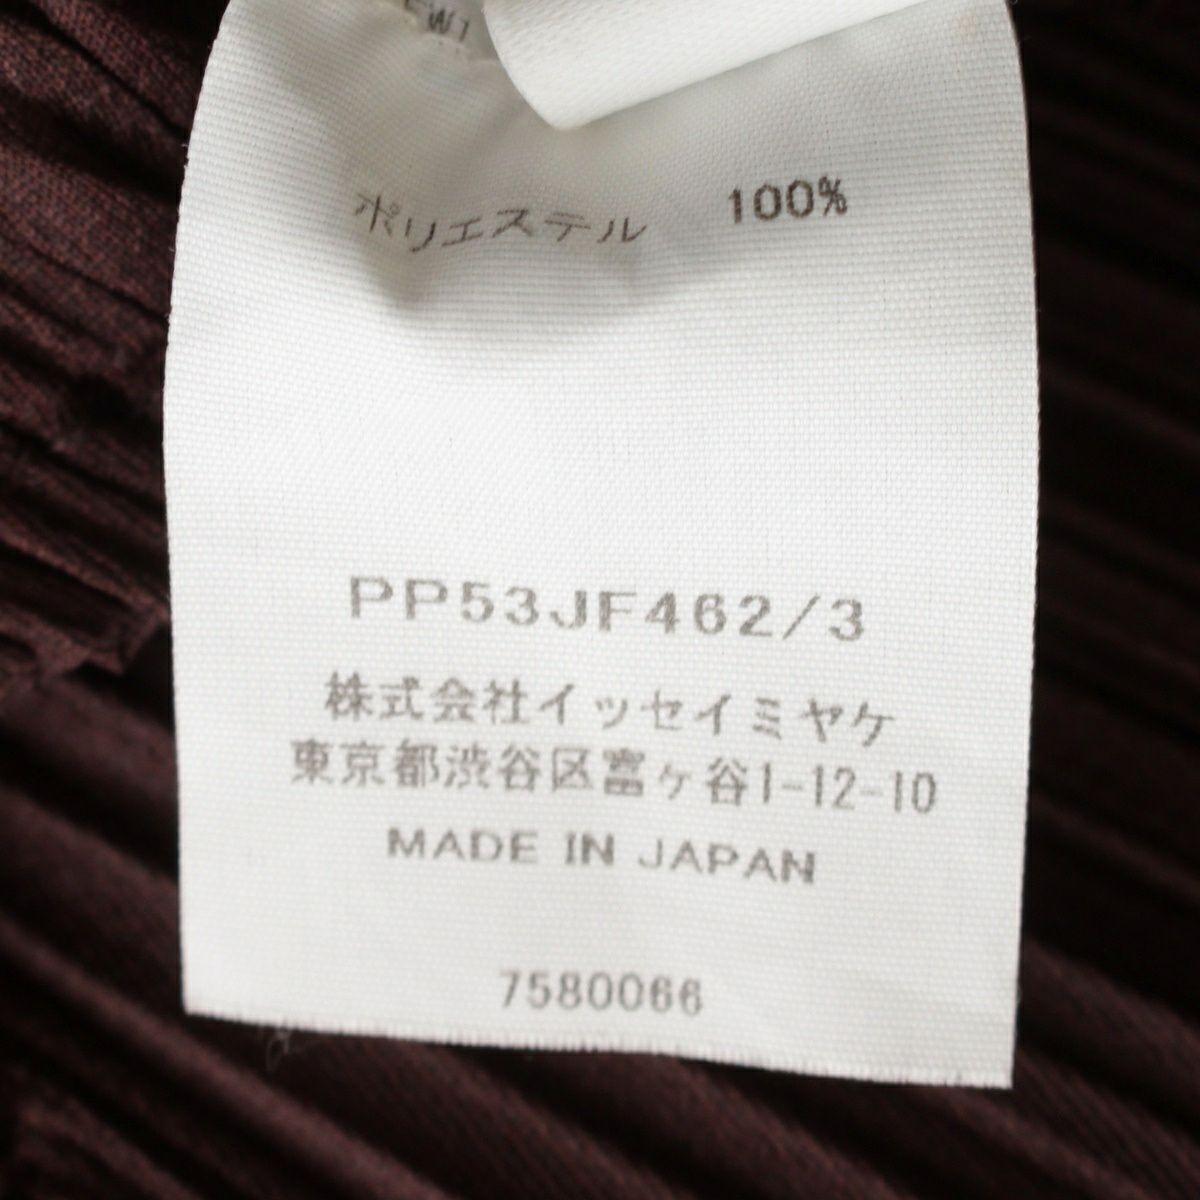 ポリエステル 100%
PP53JF462/3
株式会社イッセイミヤケ
東京都渋谷区富ヶ谷1-12-10
MADE IN JAPAN
7580066